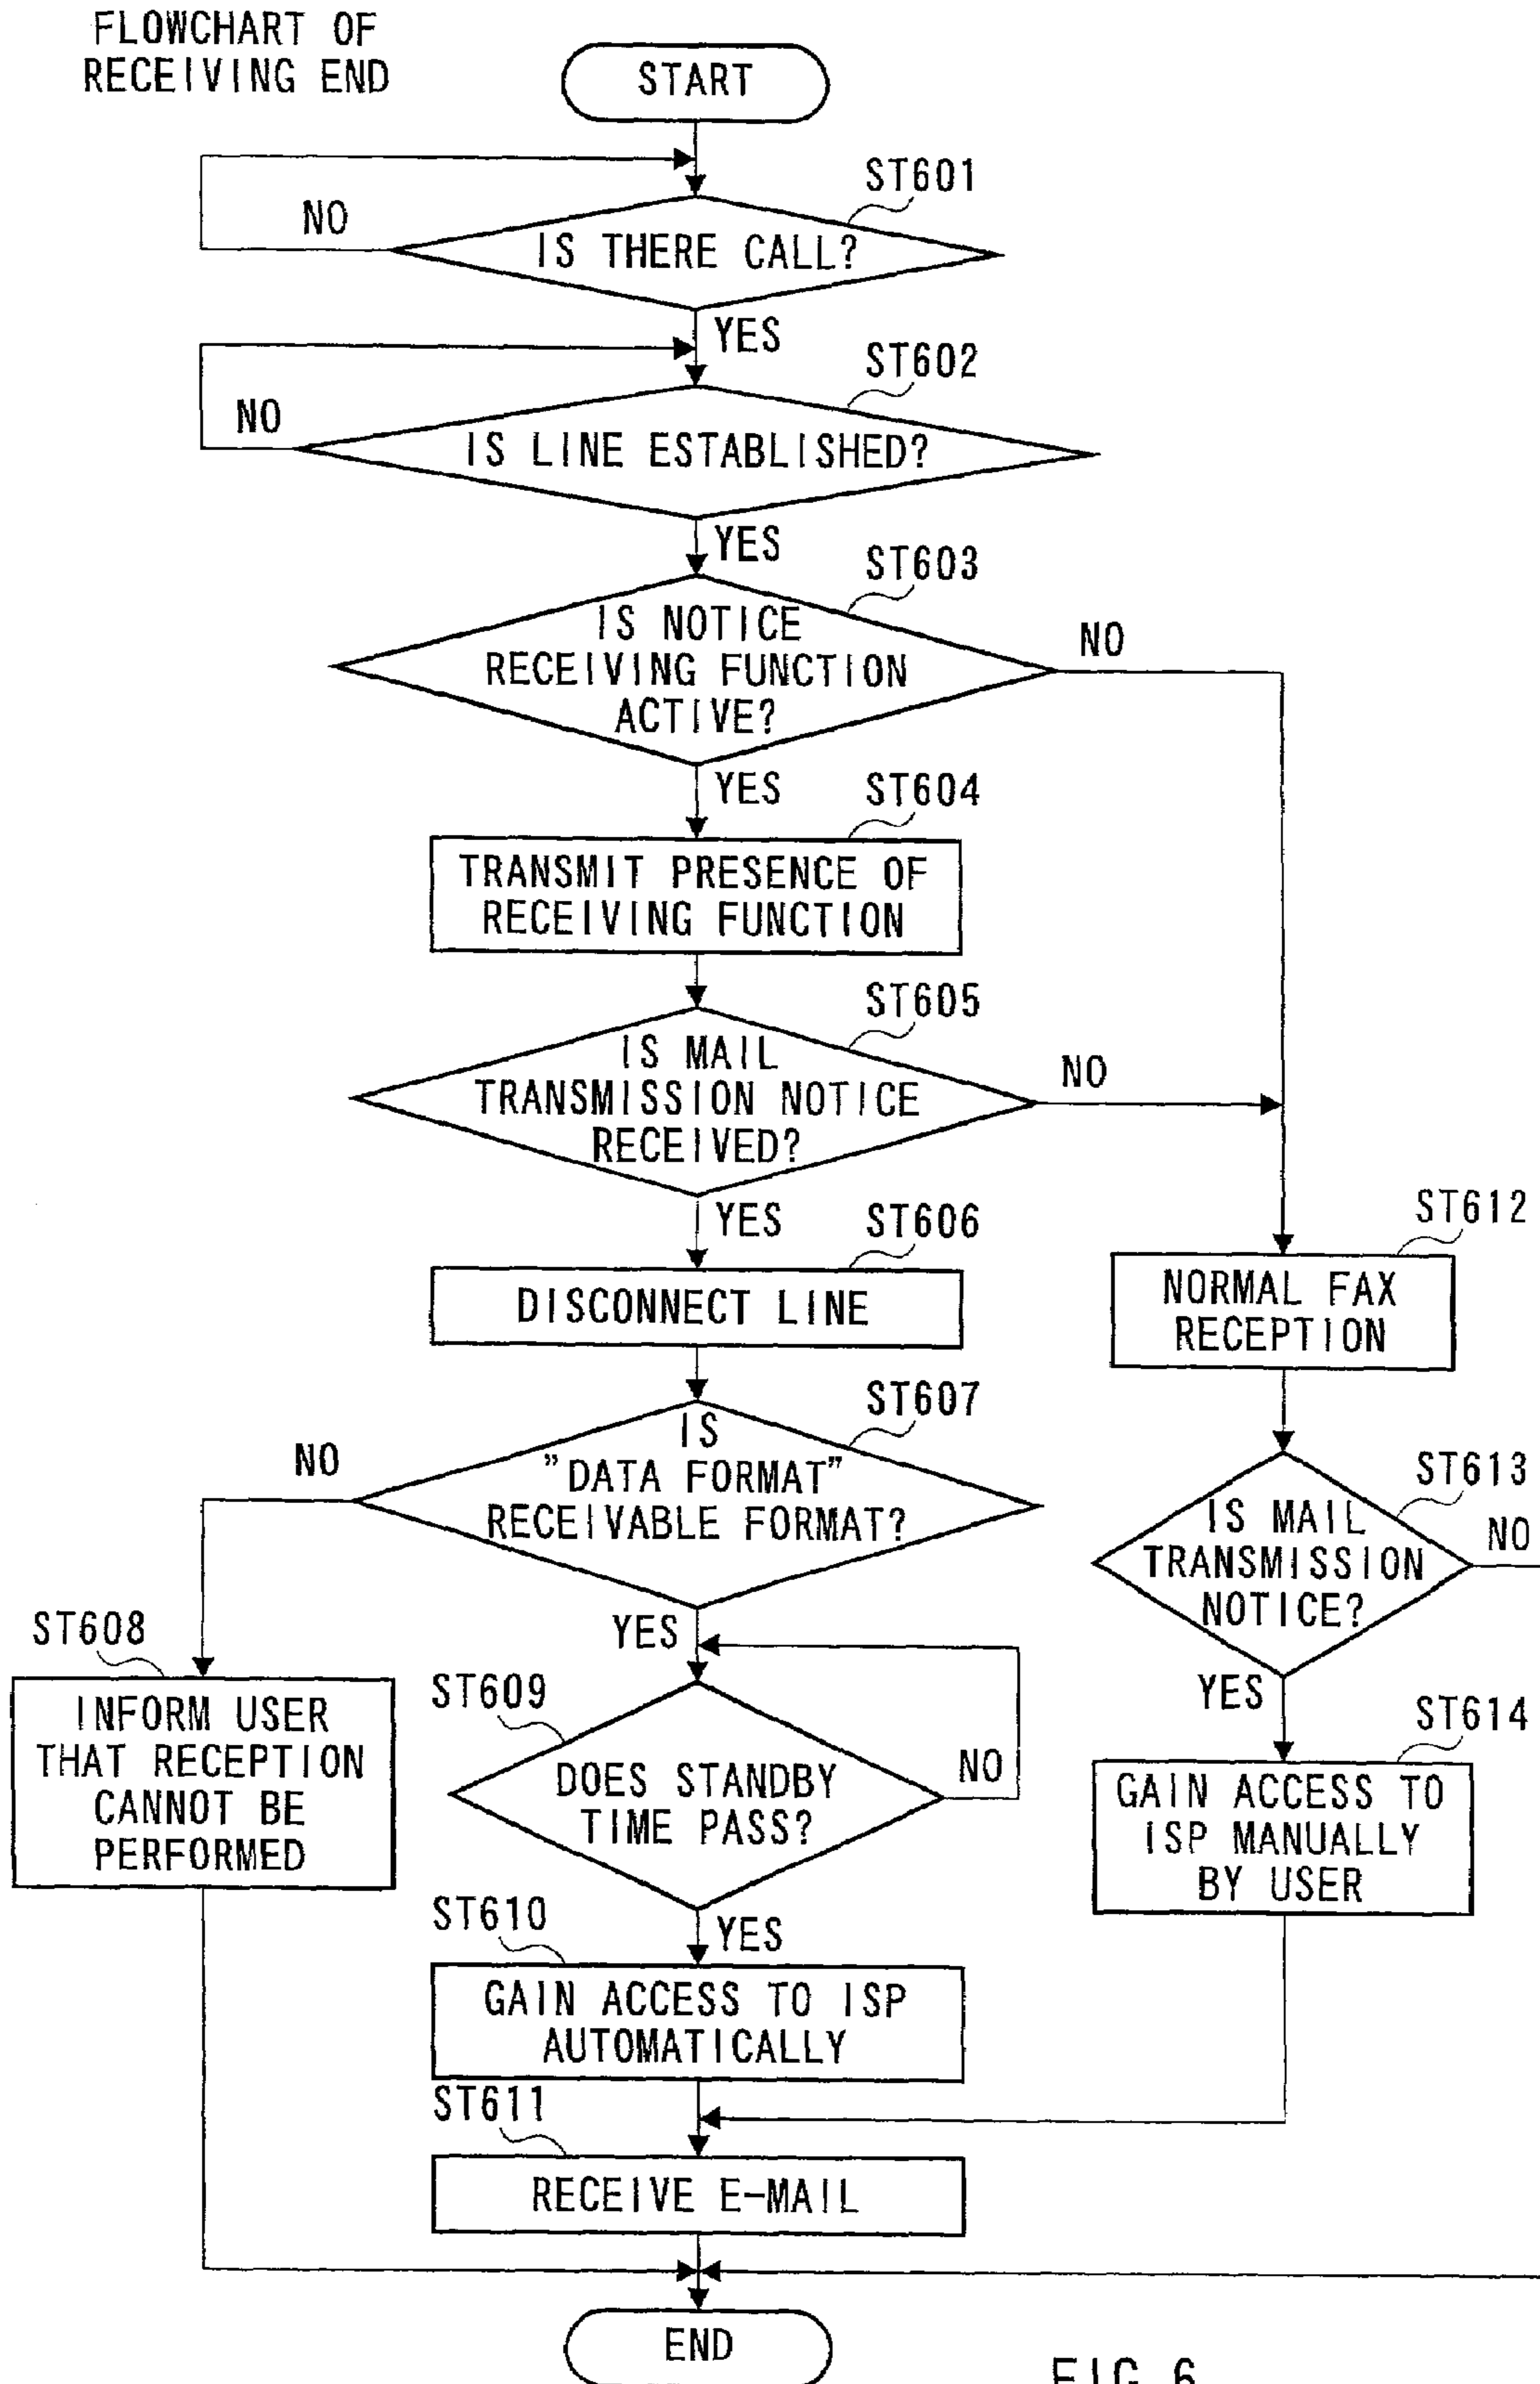 FLOWCHART OF
RECEIVING END
START
ST601
NO
IS THERE CALL?
YES
ST602
NO
IS LINE ESTABLISHED?
YES
ST603
IS NOTICE
RECEIVING FUNCTION
ACTIVE?
NO
YES
ST604
TRANSMIT PRESENCE OF
RECEIVING FUNCTION
ST605
IS MAIL
TRANSMISSION NOTICE
RECEIVED?
NO
YES
ST606
DISCONNECT LINE
ST612
NORMAL FAX
RECEPTION
ST607
IS
"DATA FORMAT"
RECEIVABLE FORMAT?
NO
YES
ST613
IS MAIL
TRANSMISSION
NOTICE?
NO
YES
ST608
INFORM USER
THAT RECEPTION
CANNOT BE
PERFORMED
ST609
DOES STANDBY
TIME PASS?
NO
YES
ST614
GAIN ACCESS TO
ISP MANUALLY
BY USER
ST610
GAIN ACCESS TO ISP
AUTOMATICALLY
ST611
RECEIVE E-MAIL
END
FIG.6